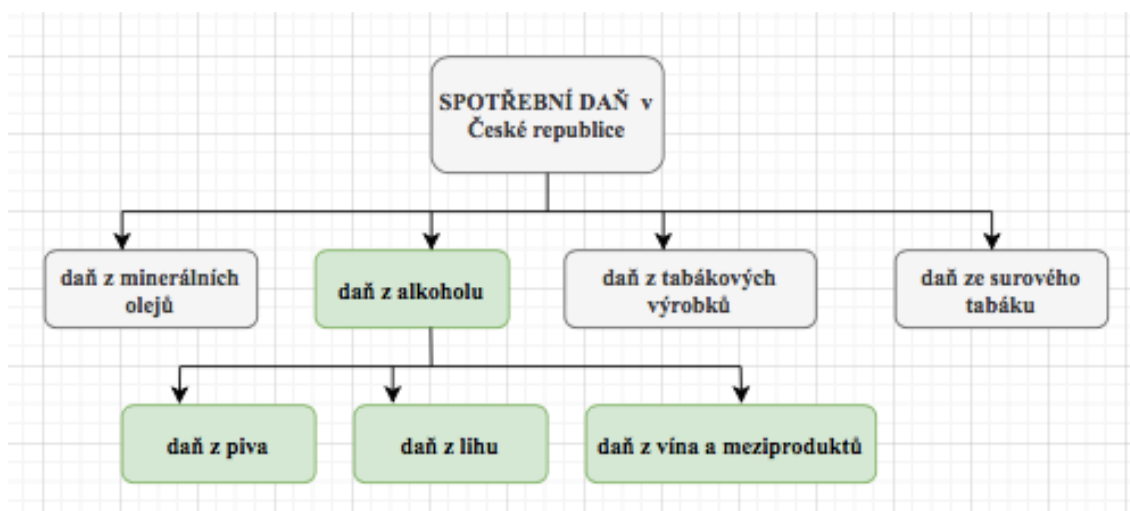 SPOTŘEBNÍ DAŇ v
České republice
daň z minerálních
olejů
daň z alkoholu
daň z tabákových
výrobků
daň ze surového
tabáku
daň z piva
daň z lihu
daň z vína a meziproduktů